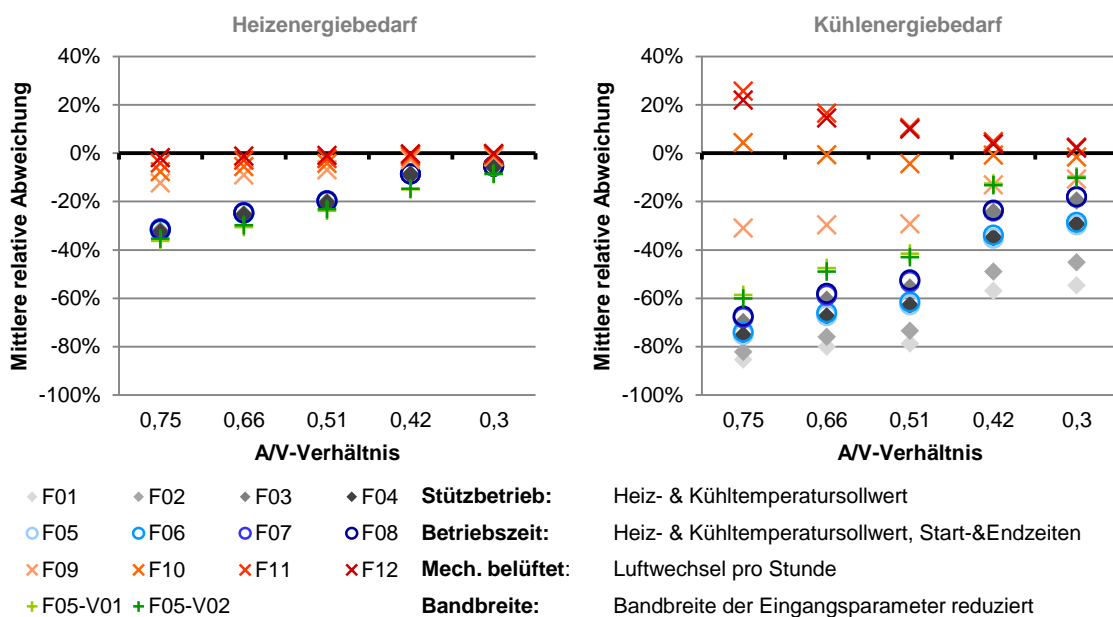 Heizenergiebedarf
Mittlere relative Abweichung
40%
20%
0%
-20%
-40%
-60%
-80%
-100%
0,75 0,66 0,51 0,42 0,3
A/V-Verhältnis
Kühlenergiebedarf
Mittlere relative Abweichung
40%
20%
0%
-20%
-40%
-60%
-80%
-100%
0,75 0,66 0,51 0,42 0,3
A/V-Verhältnis
F01 F02 F03 F04 Stützbetrieb: Heiz- & Kühltemperatursollwert
F05 F06 F07 F08 Betriebszeit: Heiz- & Kühltemperatursollwert, Start-&Endzeiten
F09 F10 F11 F12 Mech. belüftet: Luftwechsel pro Stunde
F05-V01 F05-V02 Bandbreite: Bandbreite der Eingangsparameter reduziert